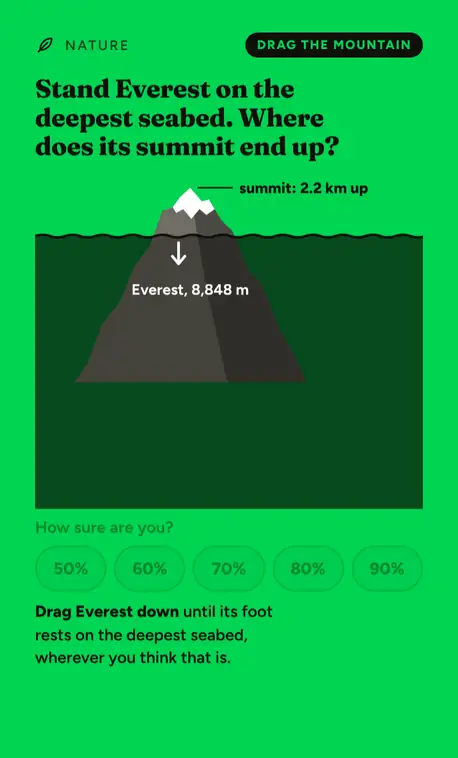 NATURE
DRAG THE MOUNTAIN
Stand Everest on the
deepest seabed. Where
does its summit end up?
summit: 2.2 km up
Everest, 8,848 m
How sure are you?
50%
60%
70%
80%
90%
Drag Everest down until its foot
rests on the deepest seabed,
wherever you think that is.